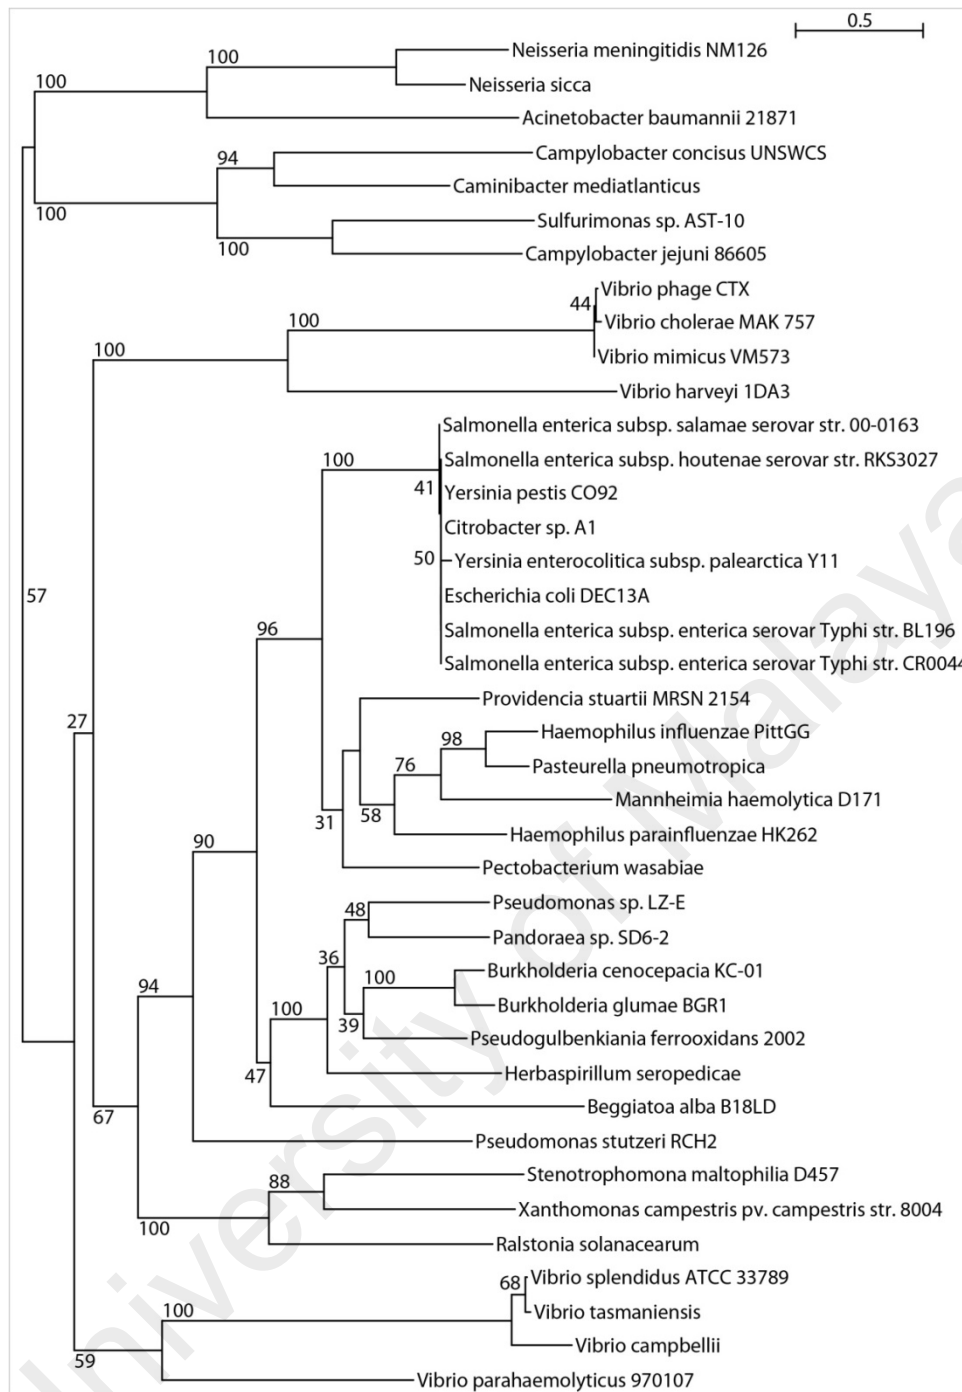 0.5
Neisseria meningitidis NM126
100
100
Neisseria sicca
Acinetobacter baumannii 21871
94
Campylobacter concisus UNSWCS
Caminibacter mediatlanticus
100
Sulfurimonas sp. AST-10
100
Campylobacter jejuni 86605
Vibrio phage CTX
44
100
Vibrio cholerae MAK 757
100
Vibrio mimicus VM573
Vibrio harveyi 1DA3
Salmonella enterica subsp. salamae serovar str. 00-0163
100
Salmonella enterica subsp. houtenae serovar str. RKS3027
41
Yersinia pestis CO92
Citrobacter sp. A1
50
Yersinia enterocolitica subsp. palearctica Y11
57
Escherichia coli DEC13A
96
Salmonella enterica subsp. enterica serovar Typhi str. BL196
Salmonella enterica subsp. enterica serovar Typhi str. CR0044
Providencia stuartii MRSN 2154
27
98
Haemophilus influenzae PittGG
76
Pasteurella pneumotropica
Mannheimia haemolytica D171
31
58
90
Haemophilus parainfluenzae HK262
Pectobacterium wasabiae
48
Pseudomonas sp. LZ-E
Pandoraea sp. SD6-2
36
100
Burkholderia cenocepacia KC-01
94
100
Burkholderia glumae BGR1
39
Pseudogulbenkiania ferrooxidans 2002
47
Herbaspirillum seropedicae
67
Beggiatoa alba B18LD
Pseudomonas stutzeri RCH2
88
Stenotrophomona maltophilia D457
Xanthomonas campestris pv. campestris str. 8004
100
Ralstonia solanacearum
68
Vibrio splendidus ATCC 33789
100
Vibrio tasmaniensis
Vibrio campbellii
59
Vibrio parahaemolyticus 970107
University of Malaya